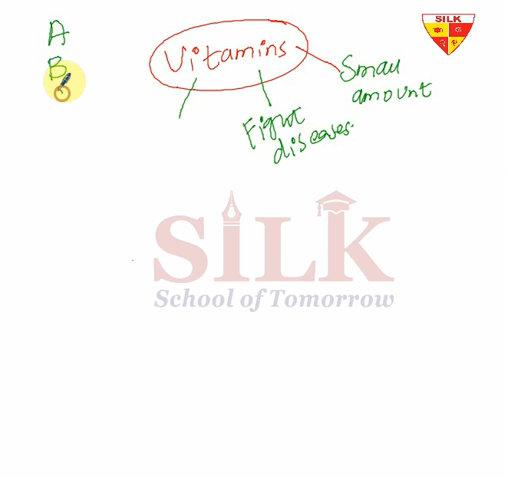 SILK
A
Vitamins
B
Small
amount
Fight
diseases.
SILK
School of Tomorrow